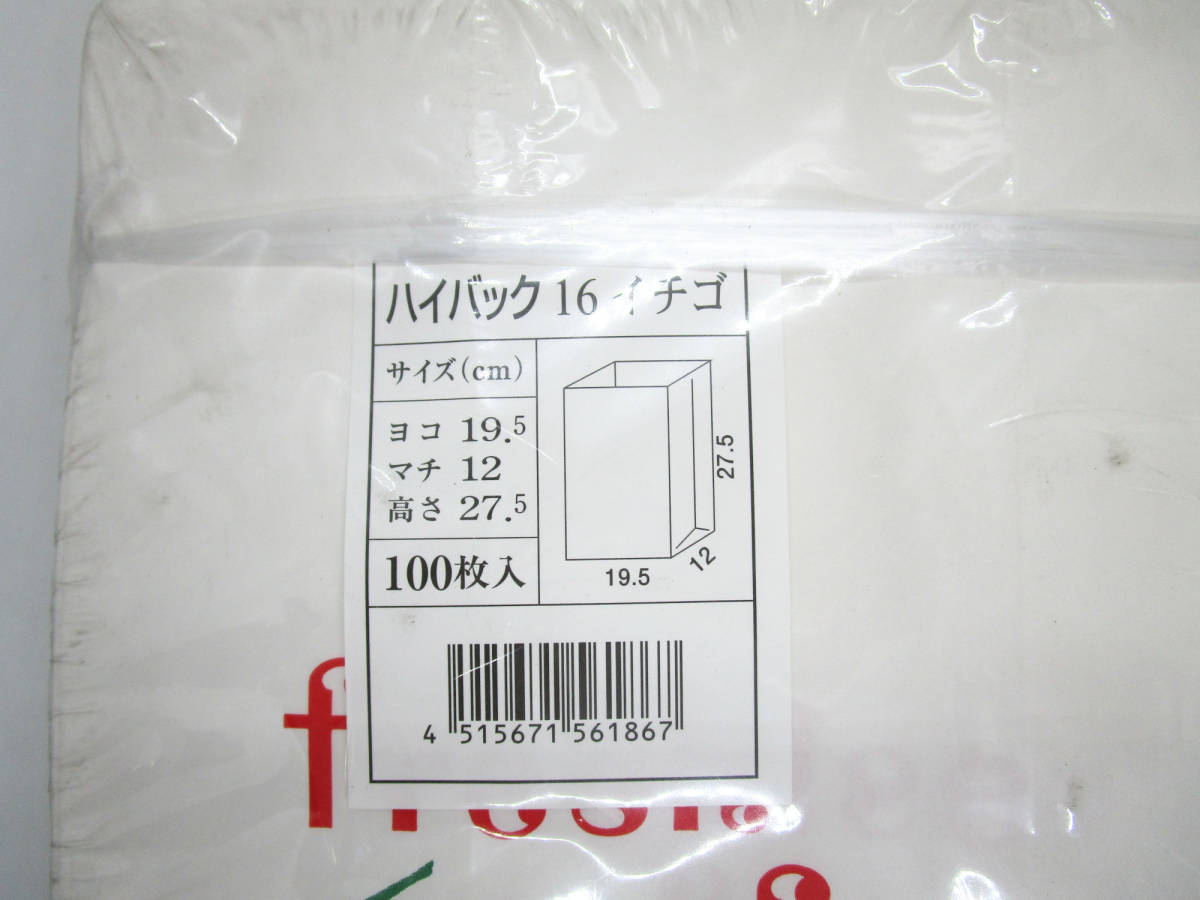 ハイバック 16 イチゴ
サイズ(cm)
ヨコ 19.5
マチ 12
高さ 27.5
100枚入
27.5
12
19.5
4 515671 561867